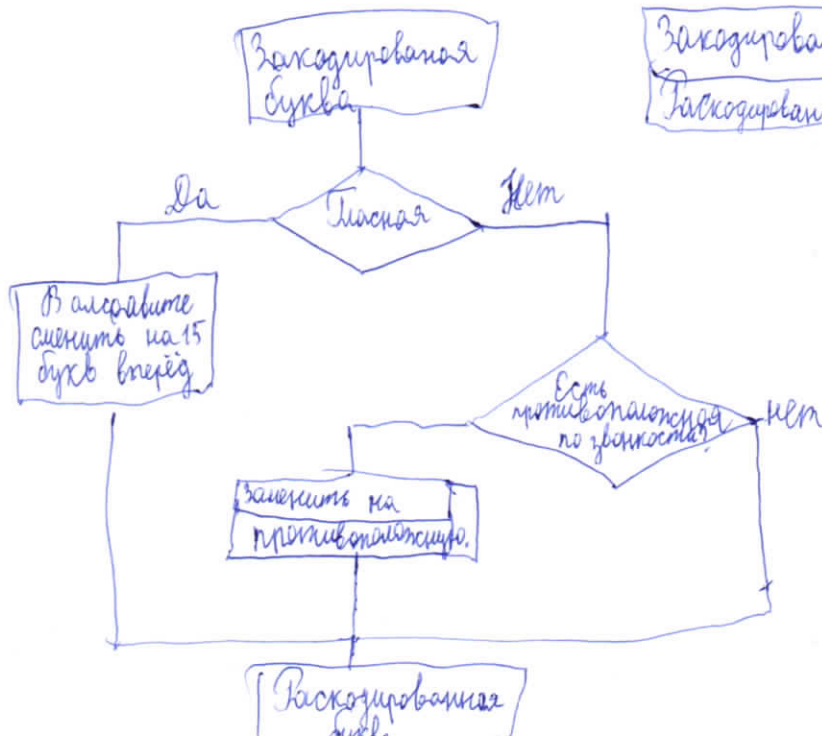 Закодированая
буква
Закодирова
Раскодирован
Да
Гласная
Нет
В алфавите
сменить на 15
букв вперёд
Есть
противоположная
по звонкости?
нет
Заменить на
противоположную.
Раскодированная
буква